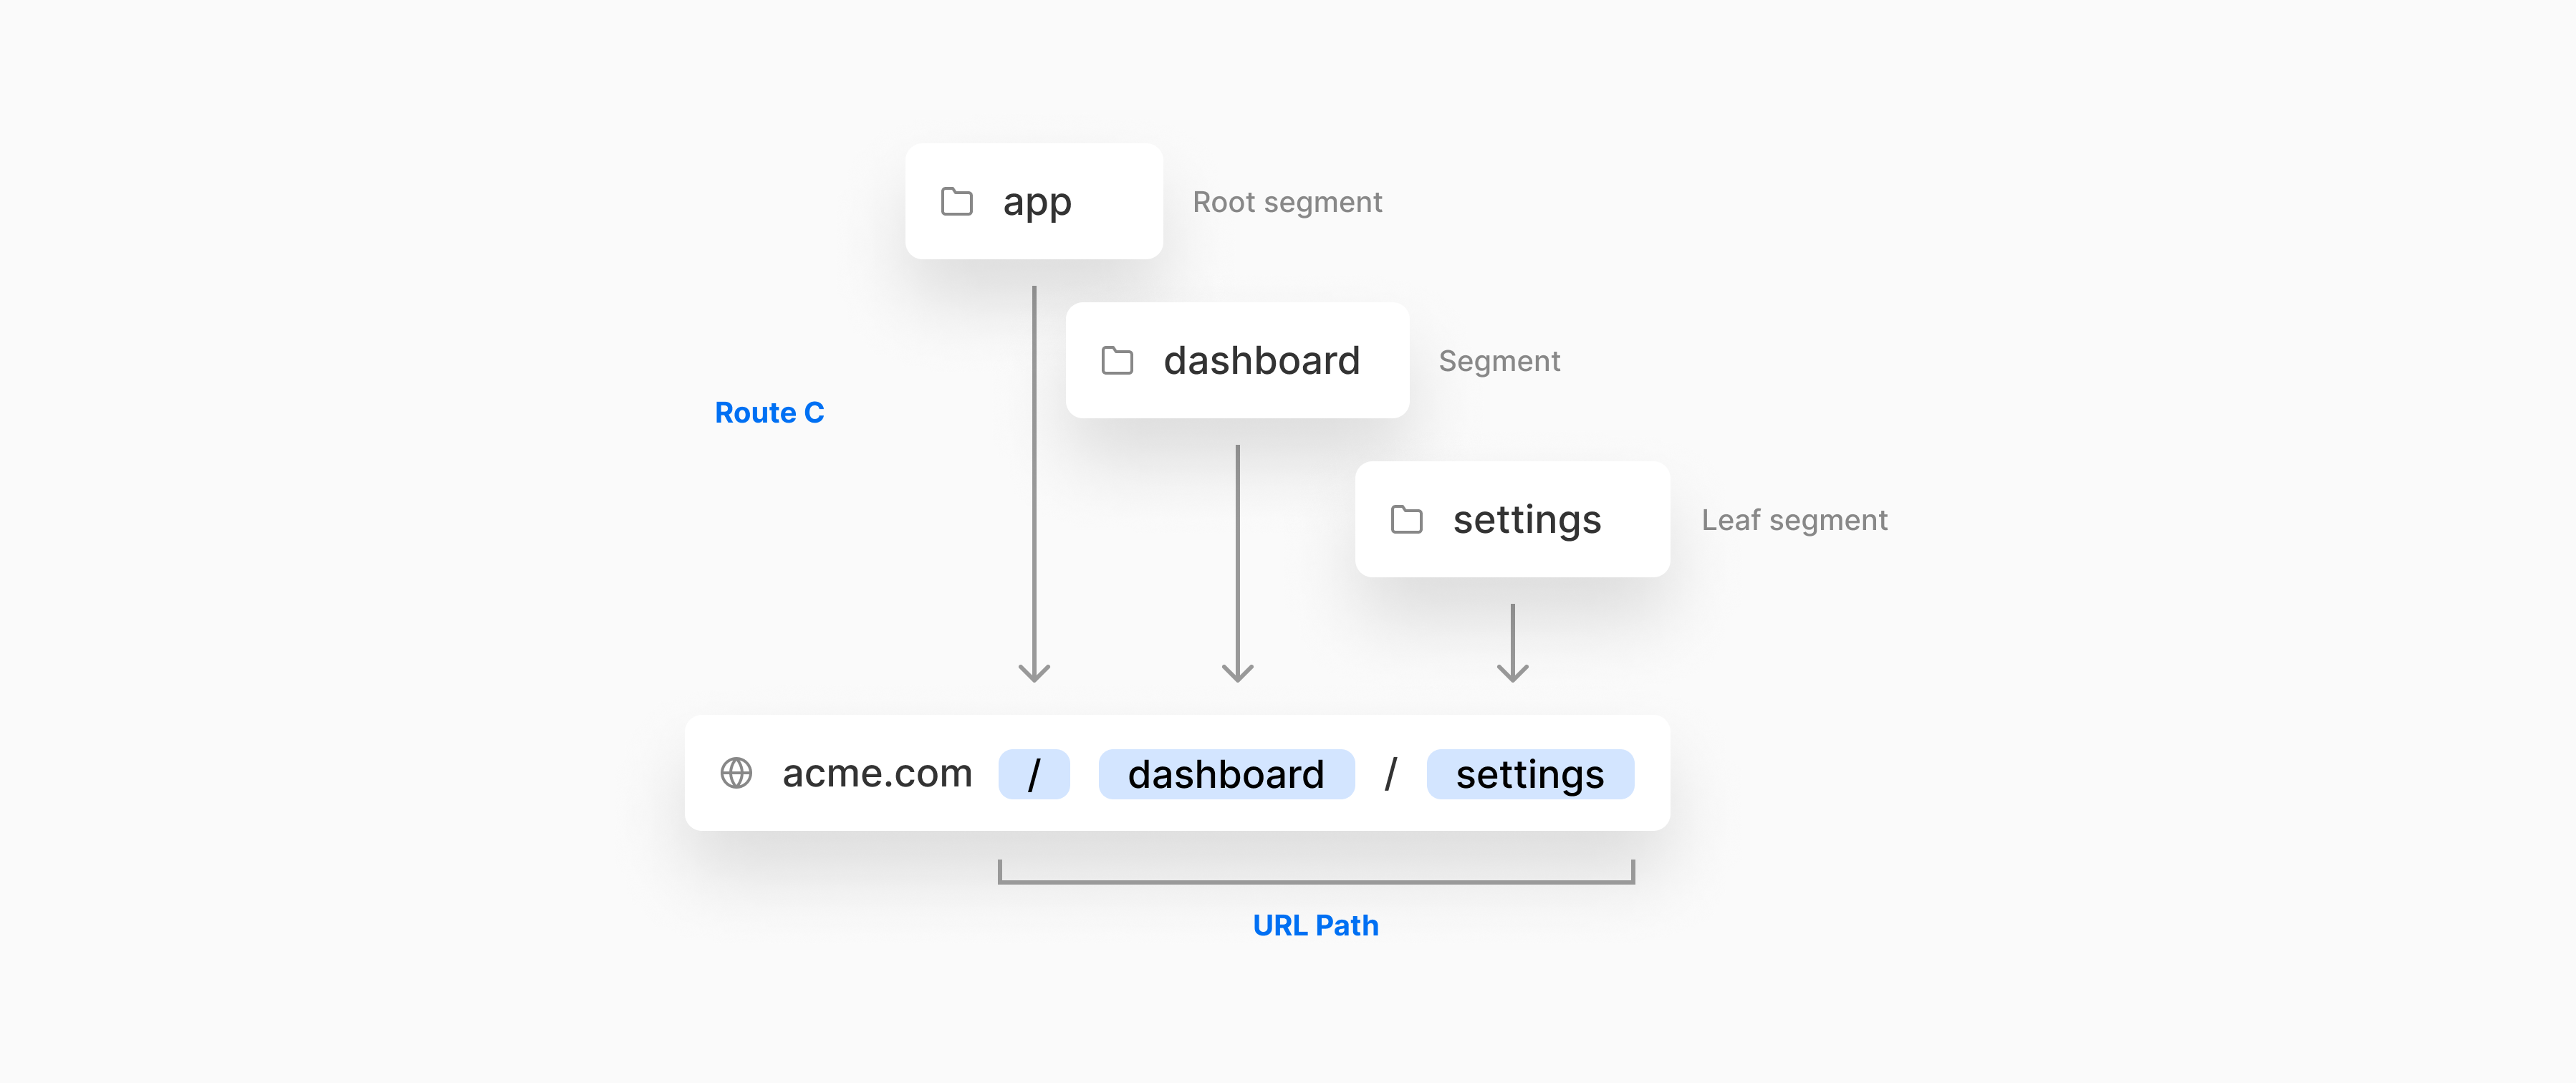 app
Root segment
dashboard
Segment
Route C
settings
Leaf segment
acme.com / dashboard / settings
URL Path